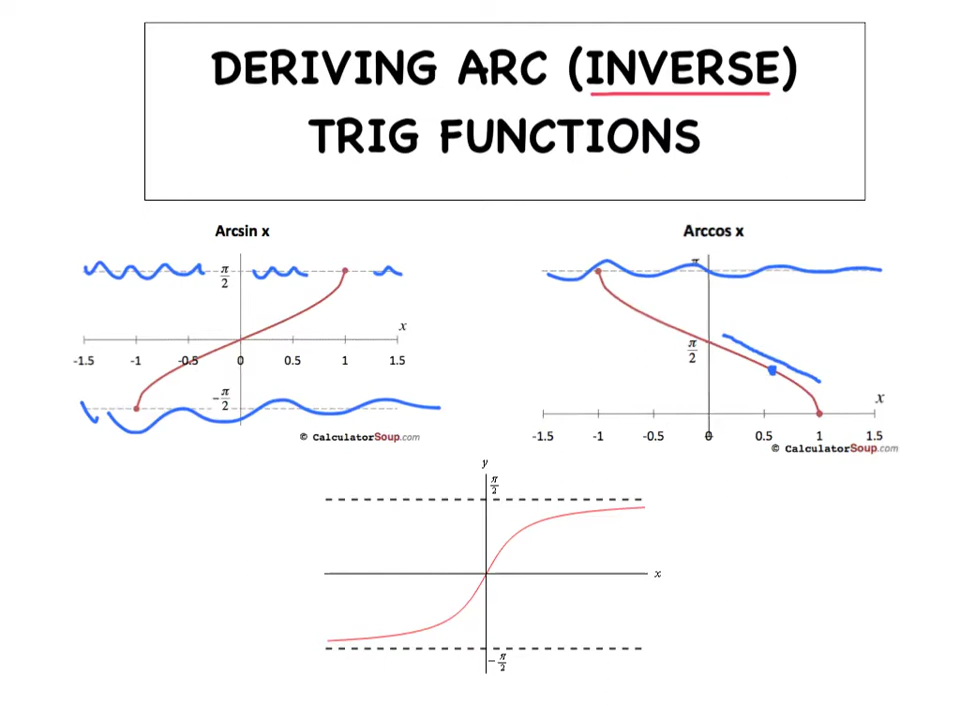 DERIVING ARC (INVERSE)
TRIG FUNCTIONS
Arcsin x
π/2
x
-1.5 -1 -0.5 0 0.5 1 1.5
-π/2
© CalculatorSoup.com
Arccos x
π
π/2
x
-1.5 -1 -0.5 0 0.5 1 1.5
© CalculatorSoup.com
y
π/2
x
-π/2